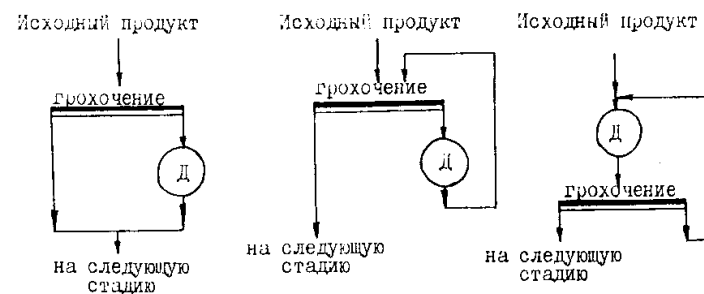 Исходный продукт
грохочение
Д
на следующую
стадию
Исходный продукт
грохочение
Д
на следующую
стадию
Исходный продукт
Д
грохочение
на следующую
стадию